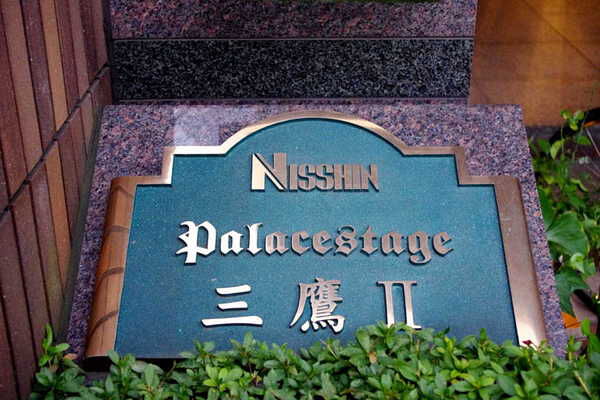 NISSHIN
Palacestage
三鷹 II